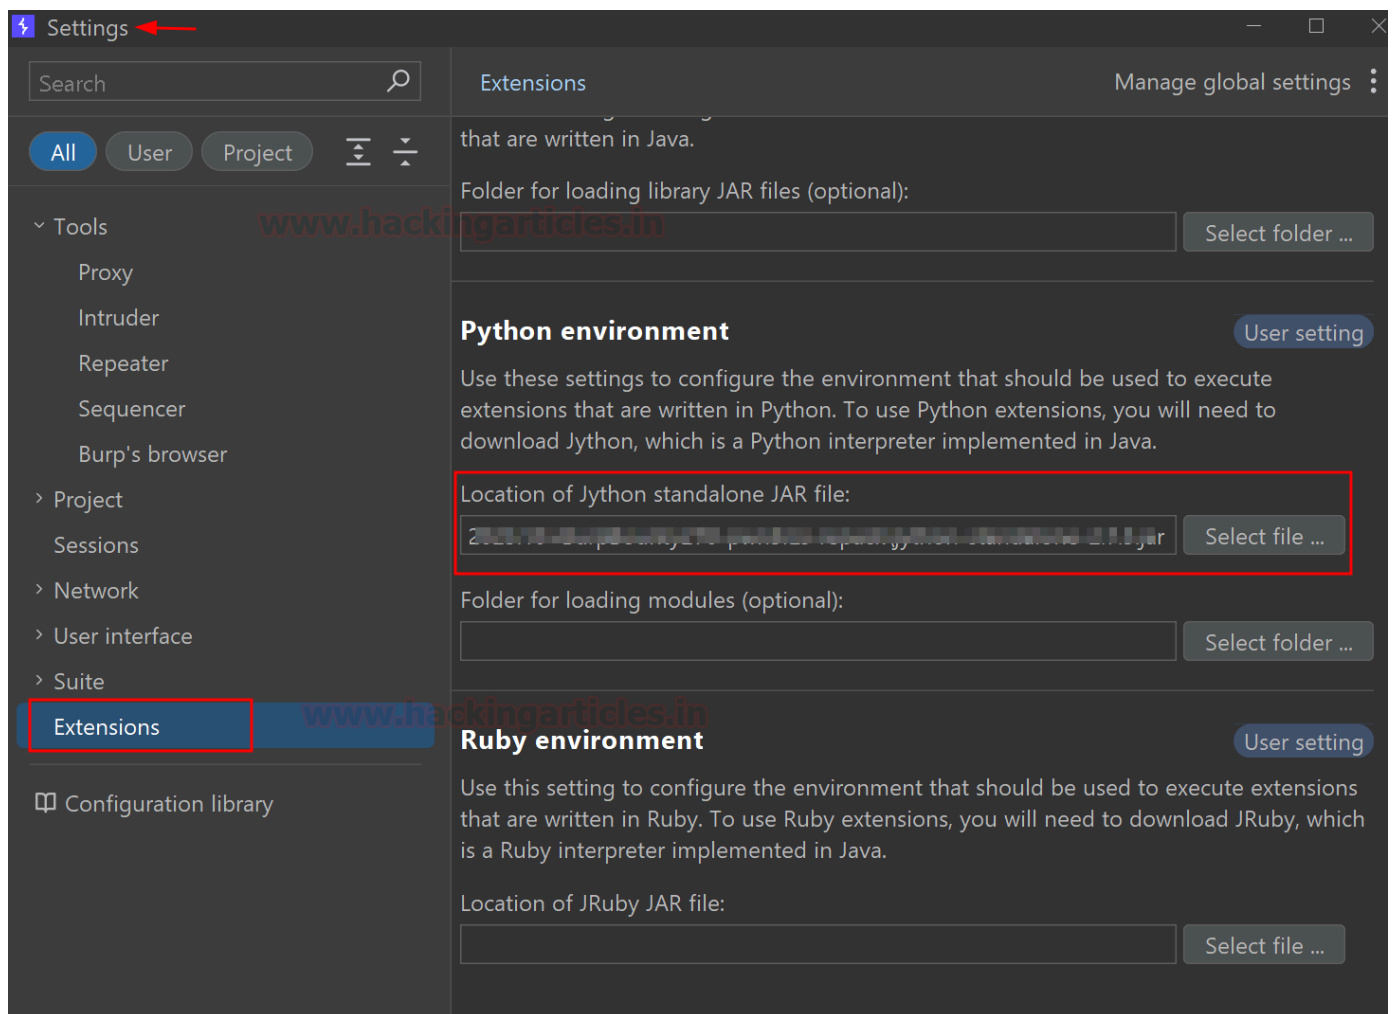 Settings
Search
All
User
Project
Tools
Proxy
Intruder
Repeater
Sequencer
Burp's browser
Project
Sessions
Network
User interface
Suite
Extensions
Configuration library
Extensions
Manage global settings
that are written in Java.
Folder for loading library JAR files (optional):
www.hackingarticles.in
Select folder ...
Python environment
User setting
Use these settings to configure the environment that should be used to execute
extensions that are written in Python. To use Python extensions, you will need to
download Jython, which is a Python interpreter implemented in Java.
Location of Jython standalone JAR file:
Select file ...
Folder for loading modules (optional):
Select folder ...
www.hackingarticles.in
Ruby environment
User setting
Use this setting to configure the environment that should be used to execute extensions
that are written in Ruby. To use Ruby extensions, you will need to download JRuby, which
is a Ruby interpreter implemented in Java.
Location of JRuby JAR file:
Select file ...